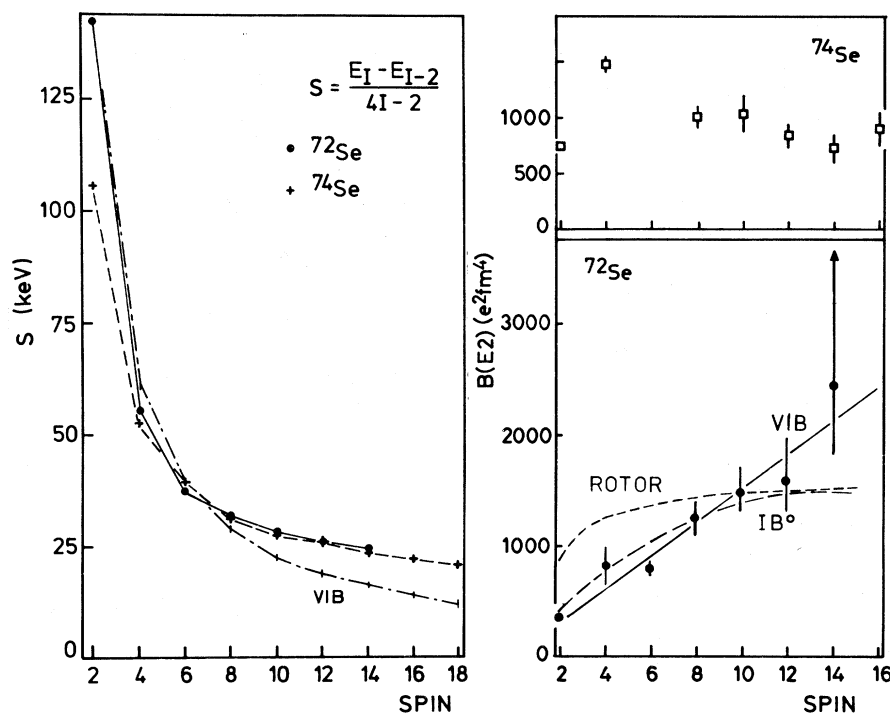 S = E_I - E_I-2 / 4I - 2
● ⁷²Se
+ ⁷⁴Se
VIB
S (keV)
125
100
75
50
25
0
2 4 6 8 10 12 14 16 18
SPIN
⁷⁴Se
1000
500
0
⁷²Se
B(E2) (e²fm⁴)
3000
2000
1000
0
VIB
ROTOR
IB°
2 4 6 8 10 12 14 16
SPIN